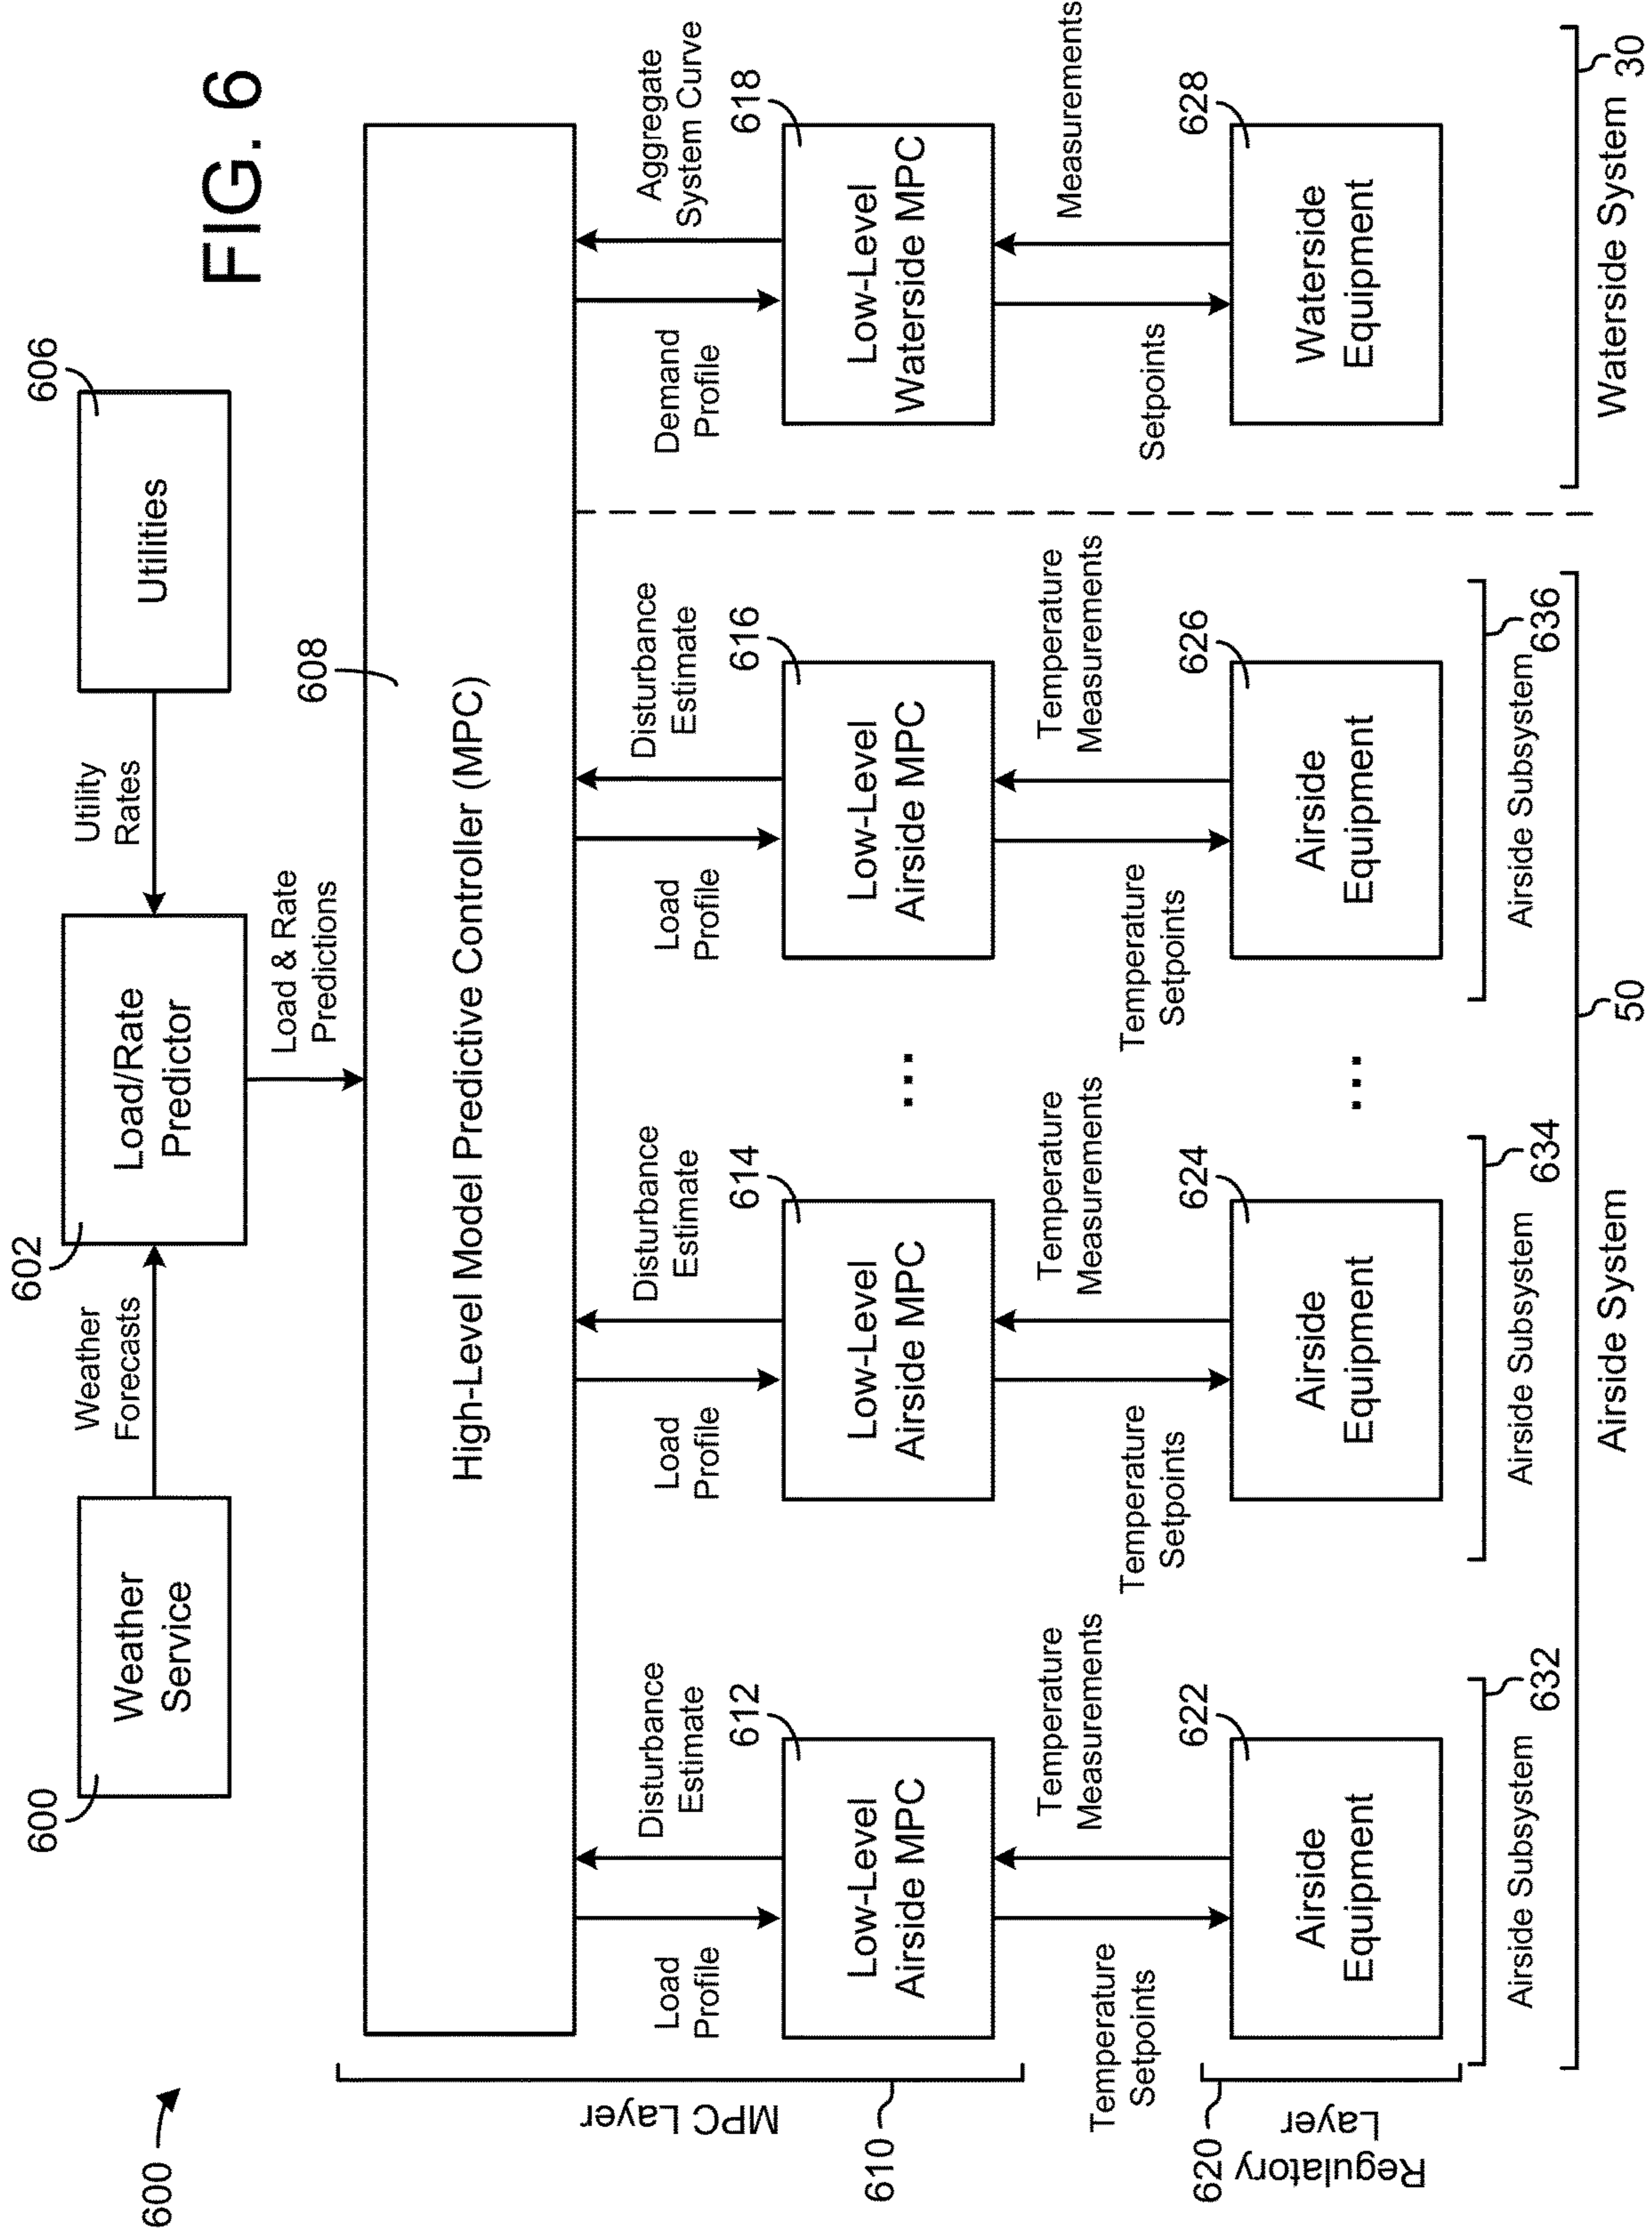 FIG. 6
600
600
Weather
Service
Weather
Forecasts
602
Load/Rate
Predictor
Utility
Rates
606
Utilities
Load & Rate
Predictions
608
High-Level Model Predictive Controller (MPC)
MPC Layer
610
Load
Profile
Disturbance
Estimate
Load
Profile
Disturbance
Estimate
Load
Profile
Disturbance
Estimate
Demand
Profile
Aggregate
System Curve
612
Low-Level
Airside MPC
614
Low-Level
Airside MPC
...
616
Low-Level
Airside MPC
618
Low-Level
Waterside MPC
Temperature
Setpoints
Temperature
Measurements
Temperature
Setpoints
Temperature
Measurements
Temperature
Setpoints
Temperature
Measurements
Setpoints
Measurements
620
Regulatory
Layer
622
Airside
Equipment
624
Airside
Equipment
...
626
Airside
Equipment
628
Waterside
Equipment
Airside Subsystem
632
Airside Subsystem
634
Airside Subsystem
636
Airside System
50
Waterside System
30